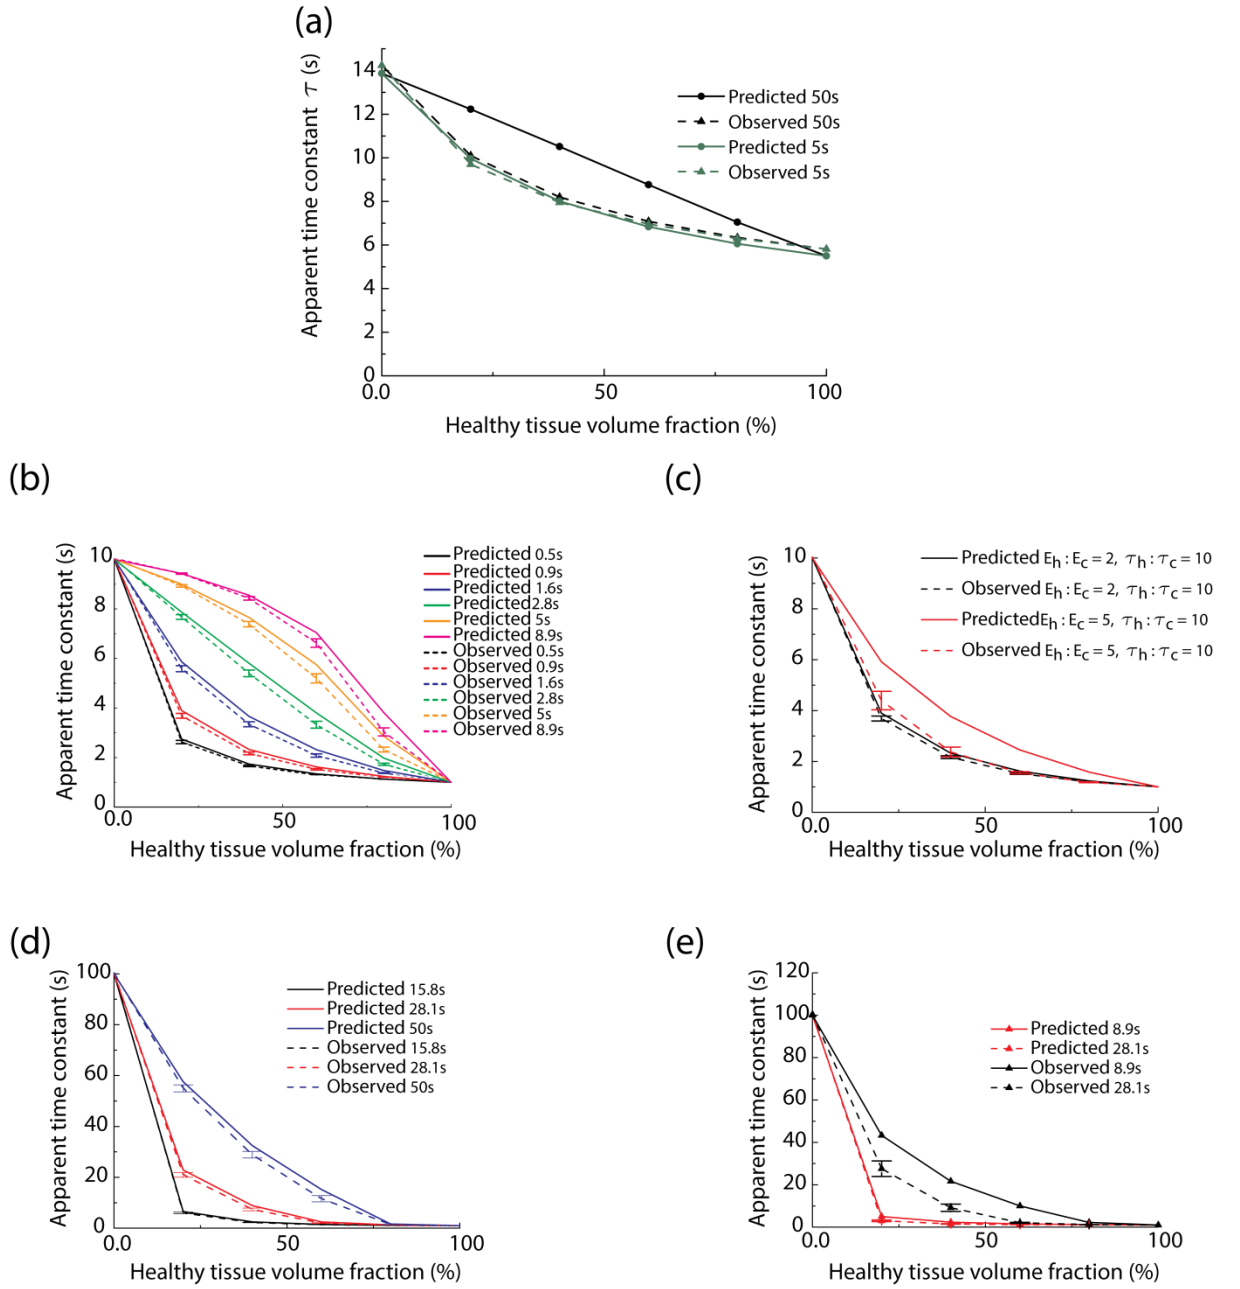 (a)
Apparent time constant τ (s)
14
12
10
8
6
4
2
0
0.0
50
100
Healthy tissue volume fraction (%)
Predicted 50s
Observed 50s
Predicted 5s
Observed 5s
(b)
Apparent time constant (s)
10
8
6
4
2
0
0.0
50
100
Healthy tissue volume fraction (%)
Predicted 0.5s
Predicted 0.9s
Predicted 1.6s
Predicted2.8s
Predicted 5s
Predicted 8.9s
Observed 0.5s
Observed 0.9s
Observed 1.6s
Observed 2.8s
Observed 5s
Observed 8.9s
(c)
Apparent time constant (s)
10
8
6
4
2
0
0.0
50
100
Healthy tissue volume fraction (%)
Predicted Eh : Ec = 2, τh : τc = 10
Observed Eh : Ec = 2, τh : τc = 10
PredictedEh : Ec = 5, τh : τc = 10
Observed Eh : Ec = 5, τh : τc = 10
(d)
Apparent time constant (s)
100
80
60
40
20
0
0.0
50
100
Healthy tissue volume fraction (%)
Predicted 15.8s
Predicted 28.1s
Predicted 50s
Observed 15.8s
Observed 28.1s
Observed 50s
(e)
Apparent time constant (s)
120
100
80
60
40
20
0
0.0
50
100
Healthy tissue volume fraction (%)
Predicted 8.9s
Predicted 28.1s
Observed 8.9s
Observed 28.1s